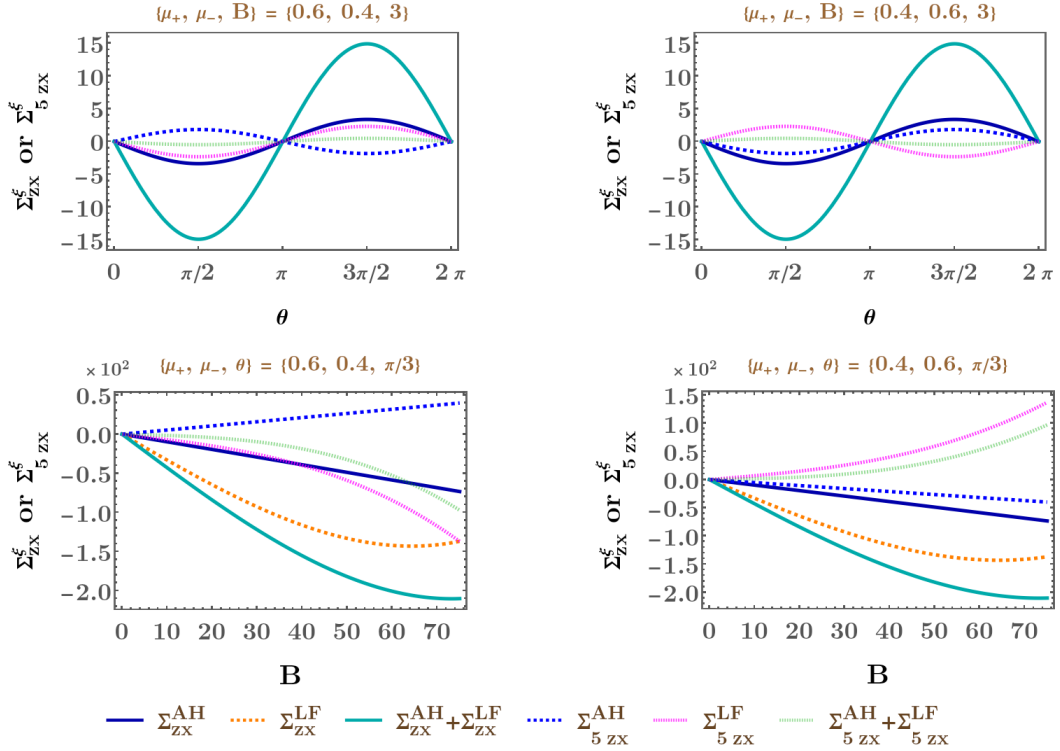 {μ₊, μ₋, B} = {0.6, 0.4, 3}
Σ^ξ_zx or Σ^ξ_5 zx
15
10
5
0
−5
−10
−15
0 π/2 π 3π/2 2 π
θ
{μ₊, μ₋, B} = {0.4, 0.6, 3}
Σ^ξ_zx or Σ^ξ_5 zx
15
10
5
0
−5
−10
−15
0 π/2 π 3π/2 2 π
θ
× 10²
{μ₊, μ₋, θ} = {0.6, 0.4, π/3}
Σ^ξ_zx or Σ^ξ_5 zx
0.5
0.0
−0.5
−1.0
−1.5
−2.0
0 10 20 30 40 50 60 70
B
× 10²
{μ₊, μ₋, θ} = {0.4, 0.6, π/3}
Σ^ξ_zx or Σ^ξ_5 zx
1.5
1.0
0.5
0.0
−0.5
−1.0
−1.5
−2.0
0 10 20 30 40 50 60 70
B
Σ^AH_zx Σ^LF_zx Σ^AH_zx+Σ^LF_zx Σ^AH_5 zx Σ^LF_5 zx Σ^AH_5 zx+Σ^LF_5 zx